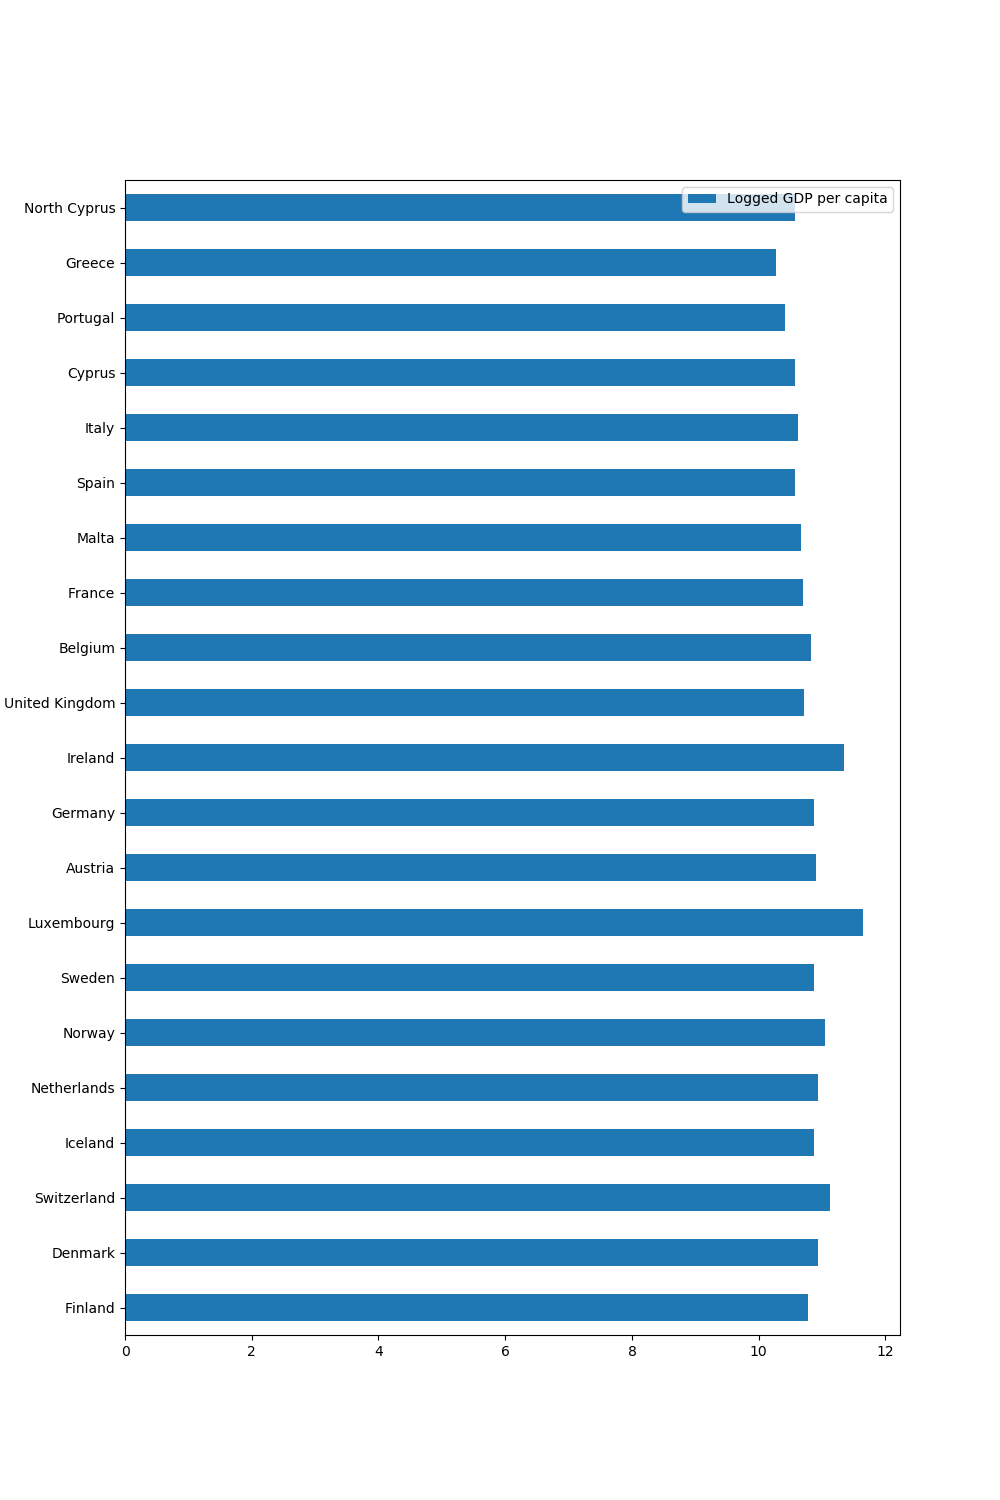 Logged GDP per capita
North Cyprus
Greece
Portugal
Cyprus
Italy
Spain
Malta
France
Belgium
United Kingdom
Ireland
Germany
Austria
Luxembourg
Sweden
Norway
Netherlands
Iceland
Switzerland
Denmark
Finland
0 2 4 6 8 10 12